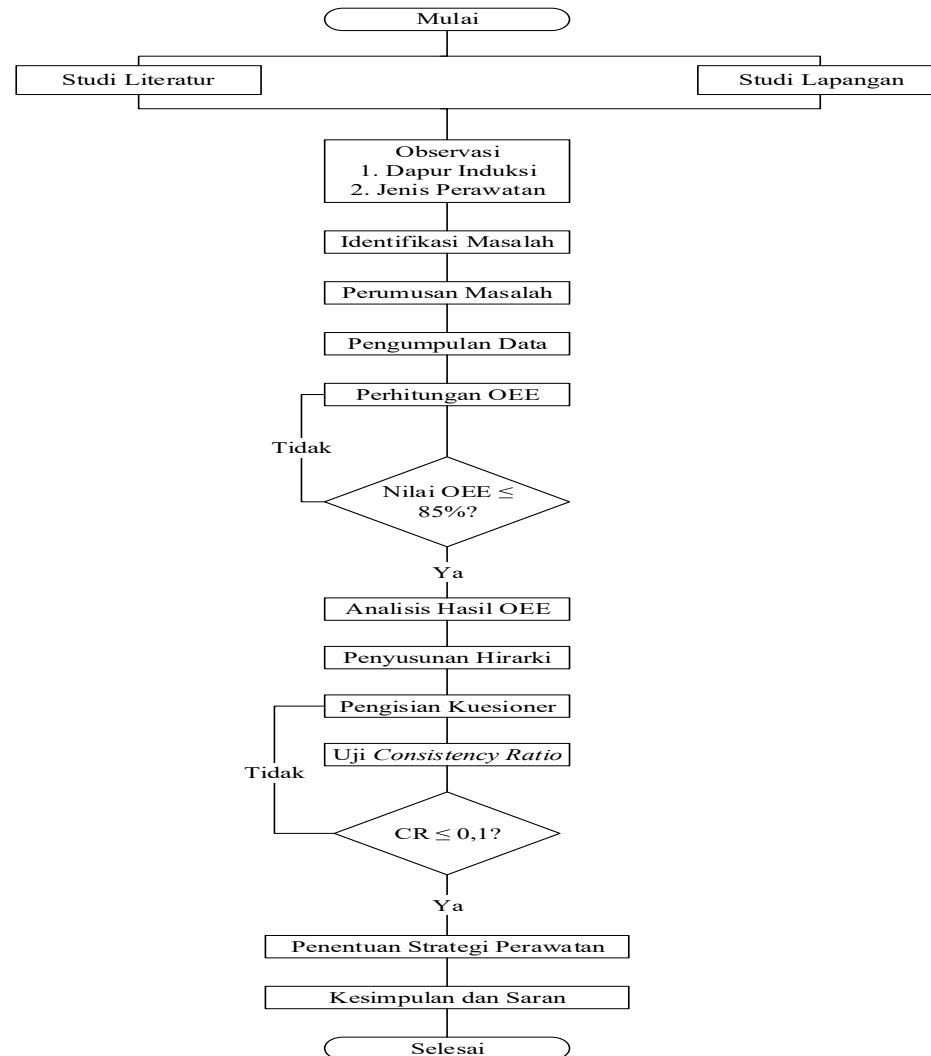 Mulai
Studi Literatur
Studi Lapangan
Observasi
1. Dapur Induksi
2. Jenis Perawatan
Identifikasi Masalah
Perumusan Masalah
Pengumpulan Data
Perhitungan OEE
Tidak
Nilai OEE ≤
85%?
Ya
Analisis Hasil OEE
Penyusunan Hirarki
Pengisian Kuesioner
Uji Consistency Ratio
Tidak
CR ≤ 0,1?
Ya
Penentuan Strategi Perawatan
Kesimpulan dan Saran
Selesai